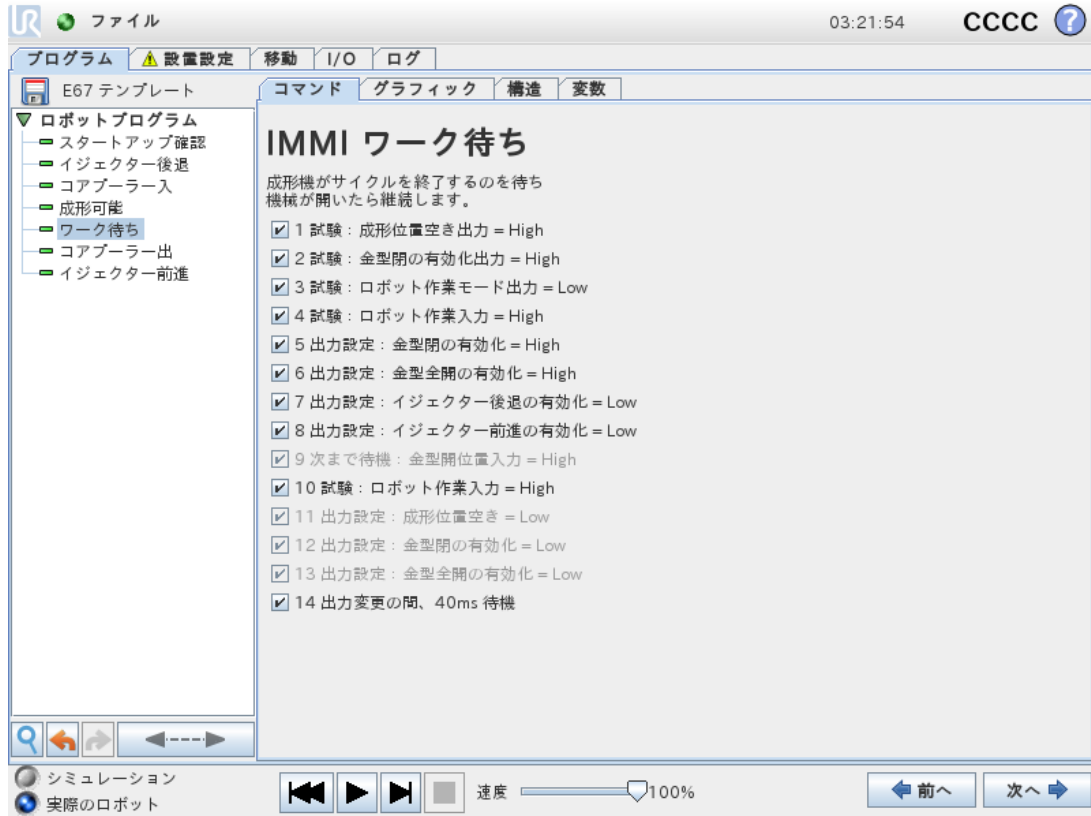 UR
ファイル
03:21:54
CCCC
?
プログラム
設置設定
移動
I/O
ログ
E67 テンプレート
コマンド
グラフィック
構造
変数
ロボットプログラム
スタートアップ確認
イジェクター後退
コアプーラー入
成形可能
ワーク待ち
コアプーラー出
イジェクター前進
IMMI ワーク待ち
成形機がサイクルを終了するのを待ち
機械が開いたら継続します。
1 試験：成形位置空き出力 = High
2 試験：金型閉の有効化出力 = High
3 試験：ロボット作業モード出力 = Low
4 試験：ロボット作業入力 = High
5 出力設定：金型閉の有効化 = High
6 出力設定：金型全開の有効化 = High
7 出力設定：イジェクター後退の有効化 = Low
8 出力設定：イジェクター前進の有効化 = Low
9 次まで待機：金型開位置入力 = High
10 試験：ロボット作業入力 = High
11 出力設定：成形位置空き = Low
12 出力設定：金型閉の有効化 = Low
13 出力設定：金型全開の有効化 = Low
14 出力変更の間、40ms 待機
シミュレーション
実際のロボット
速度
100%
前へ
次へ